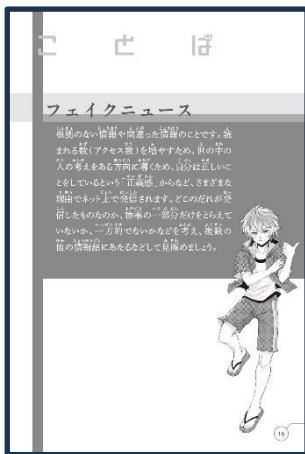 ことば
フェイクニュース
根拠のない情報や間違った情報のことです。読
まれる数(アクセス数)を増やすため、世の中の
人の考えをある方向に導くため、自分は正しいこ
とをしているという「正義感」からなど、さまざまな
理由でネット上で発信されます。どこのだれが発
信したものなのか、物事の一部分だけをとらえて
いないか、一方的でないかなどを考え、複数の
他の情報源にあたるなどして見極めましょう。
16